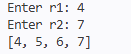 Enter r1: 4
Enter r2: 7
[4, 5, 6, 7]